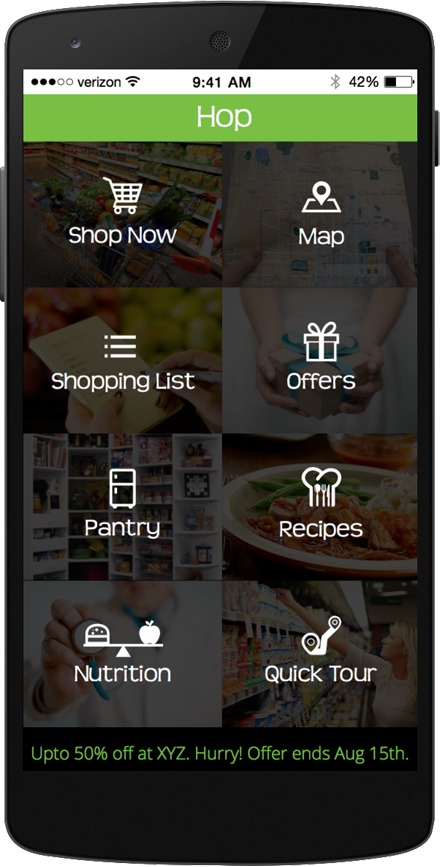 verizon 9:41 AM 42%
Hop
Shop Now Map
Shopping List Offers
Pantry Recipes
Nutrition Quick Tour
Upto 50% off at XYZ. Hurry! Offer ends Aug 15th.